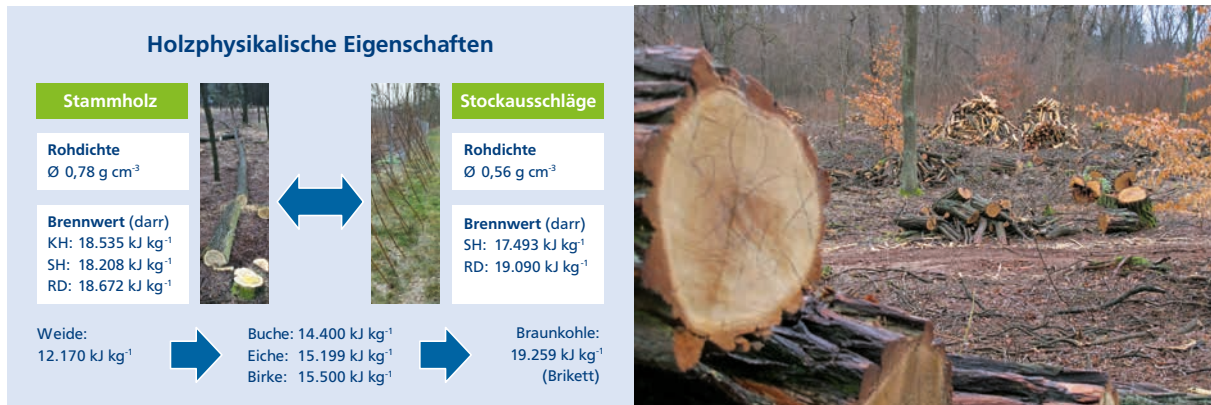 Holzphysikalische Eigenschaften
Stammholz
Rohdichte
Ø 0,78 g cm⁻³
Brennwert (darr)
KH: 18.535 kJ kg⁻¹
SH: 18.208 kJ kg⁻¹
RD: 18.672 kJ kg⁻¹
Stockausschläge
Rohdichte
Ø 0,56 g cm⁻³
Brennwert (darr)
SH: 17.493 kJ kg⁻¹
RD: 19.090 kJ kg⁻¹
Weide:
12.170 kJ kg⁻¹
Buche: 14.400 kJ kg⁻¹
Eiche: 15.199 kJ kg⁻¹
Birke: 15.500 kJ kg⁻¹
Braunkohle:
19.259 kJ kg⁻¹
(Brikett)